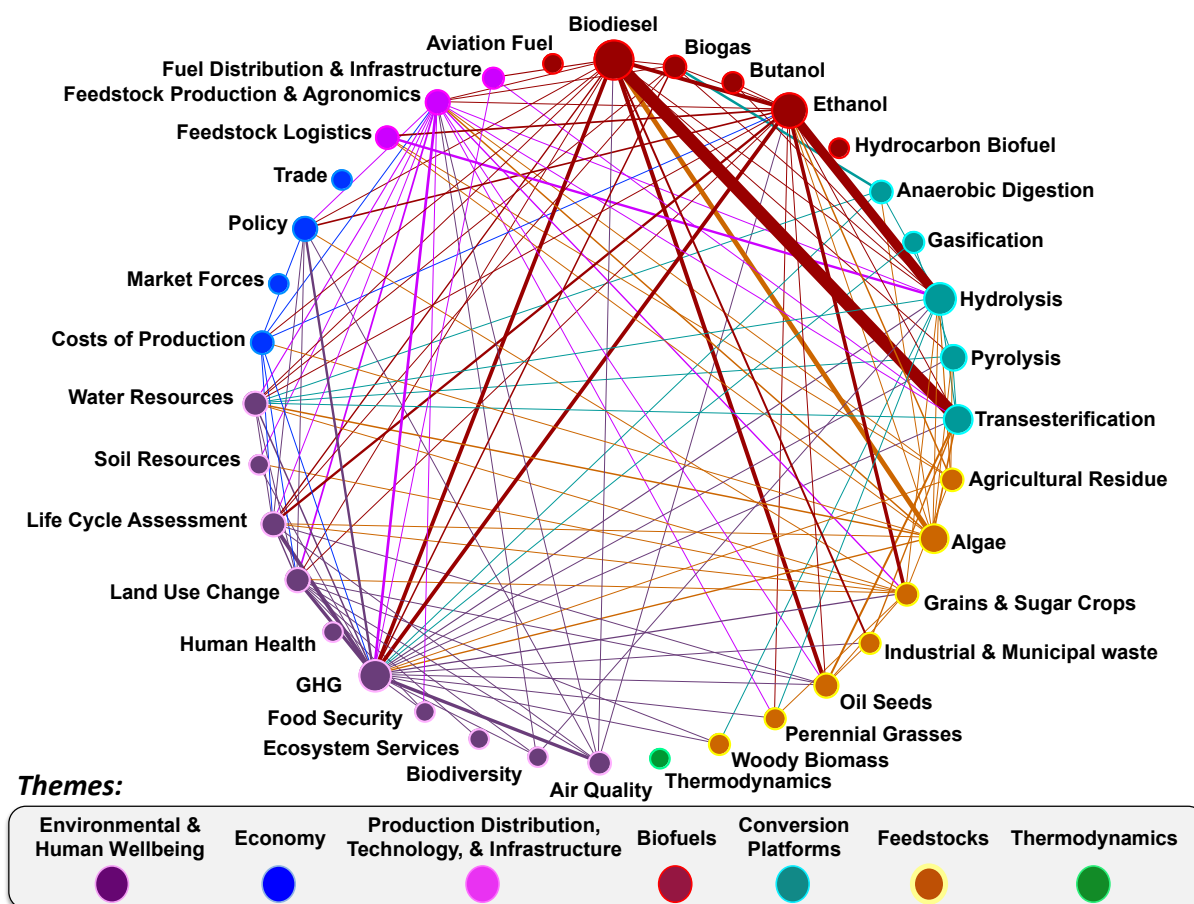 Biodiesel
Aviation Fuel
Biogas
Fuel Distribution & Infrastructure
Butanol
Feedstock Production & Agronomics
Ethanol
Feedstock Logistics
Hydrocarbon Biofuel
Trade
Anaerobic Digestion
Policy
Gasification
Market Forces
Hydrolysis
Costs of Production
Pyrolysis
Water Resources
Transesterification
Soil Resources
Agricultural Residue
Life Cycle Assessment
Algae
Land Use Change
Grains & Sugar Crops
Human Health
Industrial & Municipal waste
GHG
Oil Seeds
Food Security
Perennial Grasses
Ecosystem Services
Woody Biomass
Biodiversity
Thermodynamics
Air Quality
Themes:
Environmental &
Human Wellbeing
Economy
Production Distribution,
Technology, & Infrastructure
Biofuels
Conversion
Platforms
Feedstocks
Thermodynamics